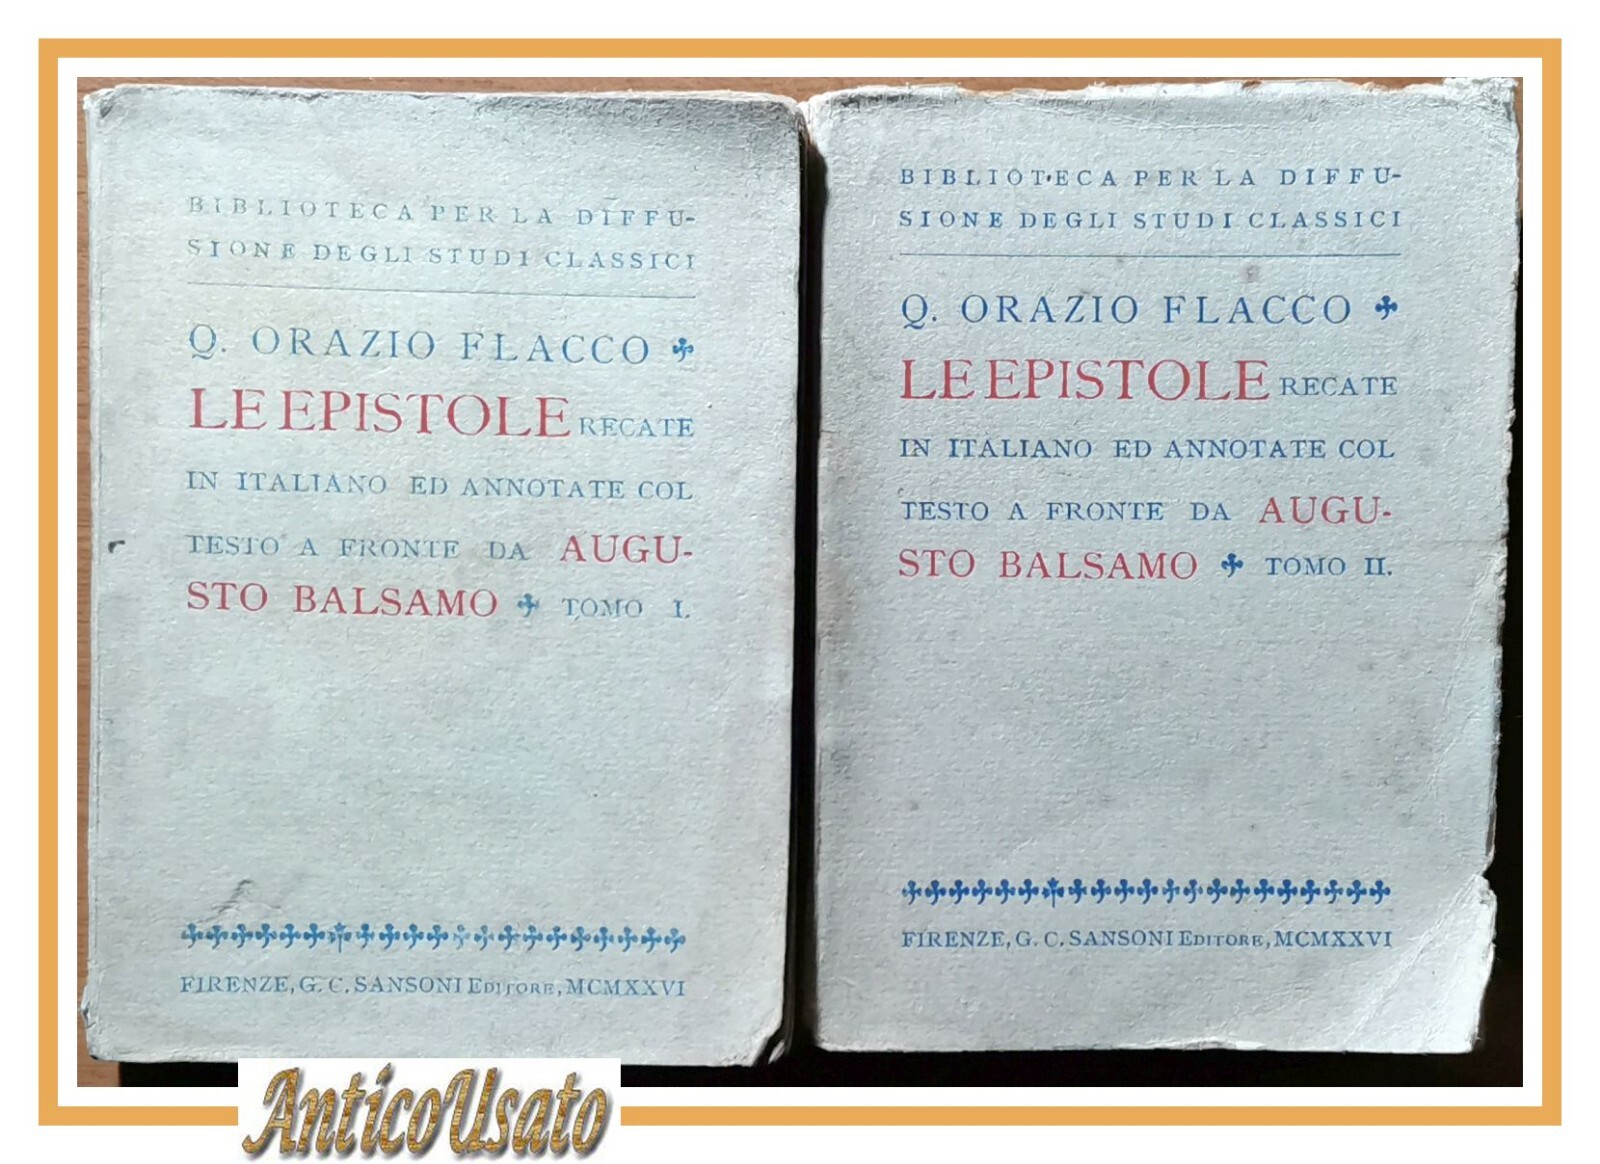 BIBLIOTECA PER LA DIFFU-
SIONE DEGLI STUDI CLASSICI
Q. ORAZIO FLACCO
LE EPISTOLE RECATE
IN ITALIANO ED ANNOTATE COL
TESTO A FRONTE DA AUGU-
STO BALSAMO TOMO I.
FIRENZE, G. C. SANSONI EDITORE, MCMXXVI
BIBLIOTECA PER LA DIFFU-
SIONE DEGLI STUDI CLASSICI
Q. ORAZIO FLACCO
LE EPISTOLE RECATE
IN ITALIANO ED ANNOTATE COL
TESTO A FRONTE DA AUGU-
STO BALSAMO TOMO II.
FIRENZE, G. C. SANSONI EDITORE, MCMXXVI
AnticoUsato